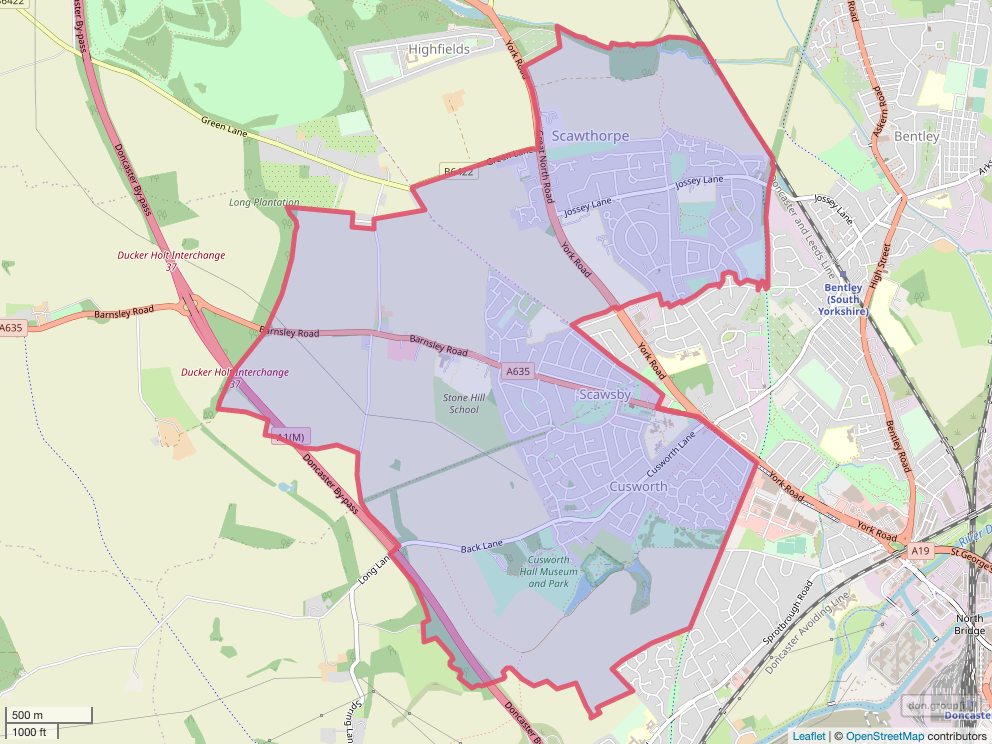 B6422
Doncaster By-pass
Highfields
York Road
Askern Road
Road
Bentley
Green Lane
Doncaster By-pass
Scawthorpe
Green Lane
Great North Road
B6422
Jossey Lane
Jossey Lane
Jossey Lane
Long Plantation
Doncaster and Leeds Line
High Street
York Road
Ducker Holt Interchange
37
Bentley
(South
Yorkshire)
Barnsley Road
A635
Barnsley Road
Barnsley Road
York Road
Ducker Holt Interchange
37
A635
Stone Hill
School
Scawsby
A1(M)
Cusworth Lane
Bentley Road
Doncaster By-pass
Cusworth
York Road
York Road
Back Lane
A19
Long Lane
Cusworth
Hall Museum
and Park
Sprotbrough Road
Doncaster Avoiding Line
North
Bridge
Spring Lane
500 m
1000 ft
don.group
Leaflet | © OpenStreetMap contributors